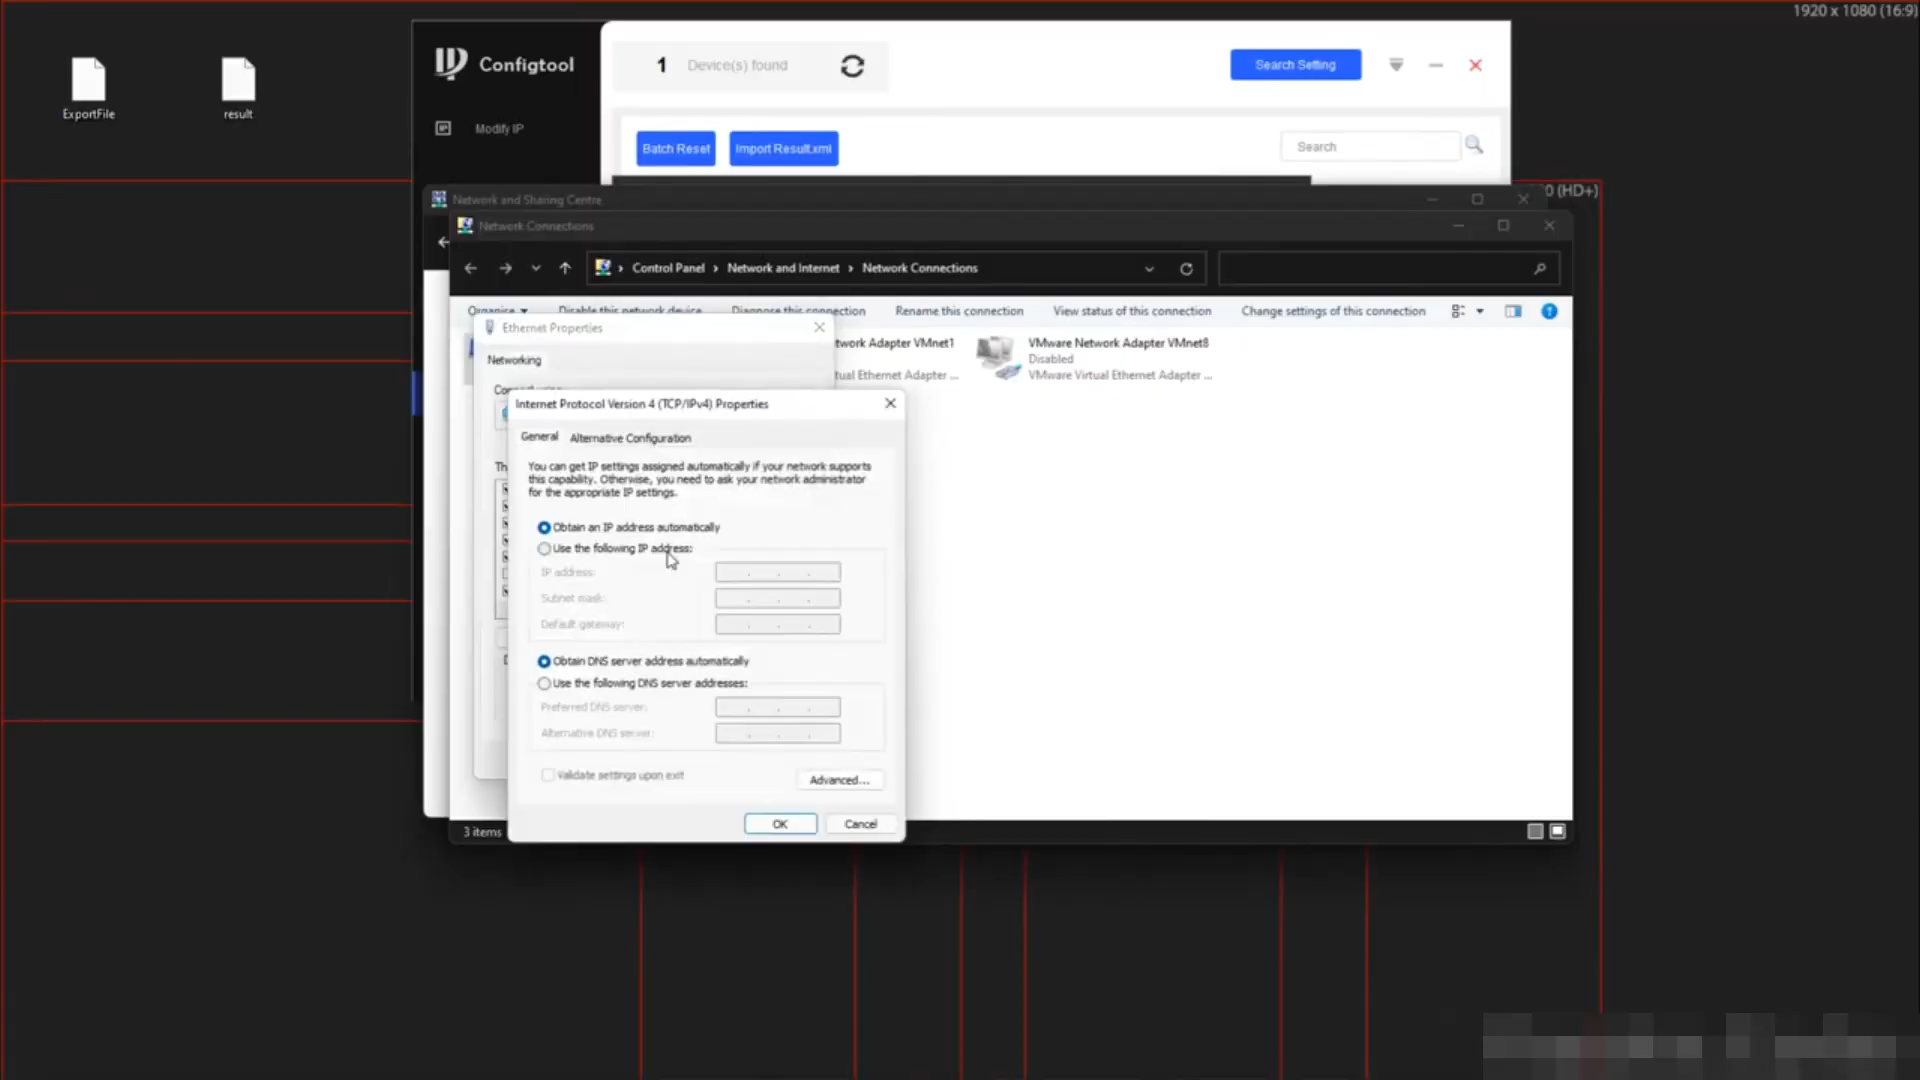 1920 x 1080 (16:9)
ExportFile
result
Configtool
1 Device(s) found
Search Setting
Modify IP
Batch Reset
Import Result.xml
Search
0 (HD+)
Network and Sharing Centre
Network Connections
Control Panel › Network and Internet › Network Connections
Organise
Disable this network device
Diagnose this connection
Rename this connection
View status of this connection
Change settings of this connection
Ethernet Properties
Networking
twork Adapter VMnet1
tual Ethernet Adapter ...
VMware Network Adapter VMnet8
Disabled
VMware Virtual Ethernet Adapter ...
Internet Protocol Version 4 (TCP/IPv4) Properties
General
Alternative Configuration
You can get IP settings assigned automatically if your network supports
this capability. Otherwise, you need to ask your network administrator
for the appropriate IP settings.
Obtain an IP address automatically
Use the following IP address:
IP address:
Subnet mask:
Default gateway:
Obtain DNS server address automatically
Use the following DNS server addresses:
Preferred DNS server:
Alternative DNS server:
Validate settings upon exit
Advanced...
OK
Cancel
3 items